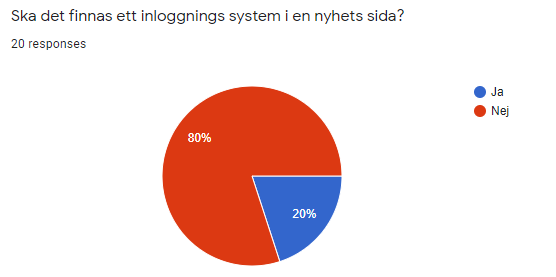 Ska det finnas ett inloggnings system i en nyhets sida?
20 responses
Ja
Nej
80%
20%